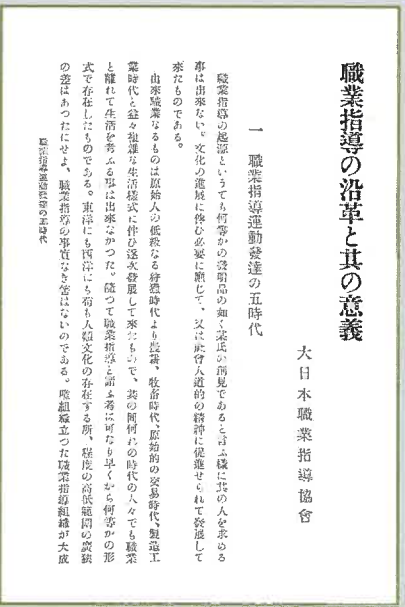 職業指導の沿革と其の意義
大日本職業指導協會
一 職業指導運動發達の五時代
職業指導の起源というても何等かの發明品の如く某氏の創見であると言ふ樣に其の人を求める
事は出來ない。文化の進展に伴ひ必要に應じて、又は社會人道的の精神に促進せられて發展して
來たものである。
由來職業なるものは原始人の低級なる狩獵時代より農耕、牧畜時代、原始的の交易時代、製造工
業時代と益々複雜な生活樣式に伴ひ逐次發展して來たもので、其の間何れの時代の人々でも職業
と離れて生活を考ふる事は出來なかつた。隨つて職業指導と謂ふ者は可なり早くから何等かの形
式で存在したものである。東洋にも西洋にも苟も人類文化の存在する所、程度の高低範圍の廣狹
の差はあつたにせよ、職業指導の事實なき筈はないのである。唯組織立つた職業指導組織が大成
職業指導運動發達の五時代